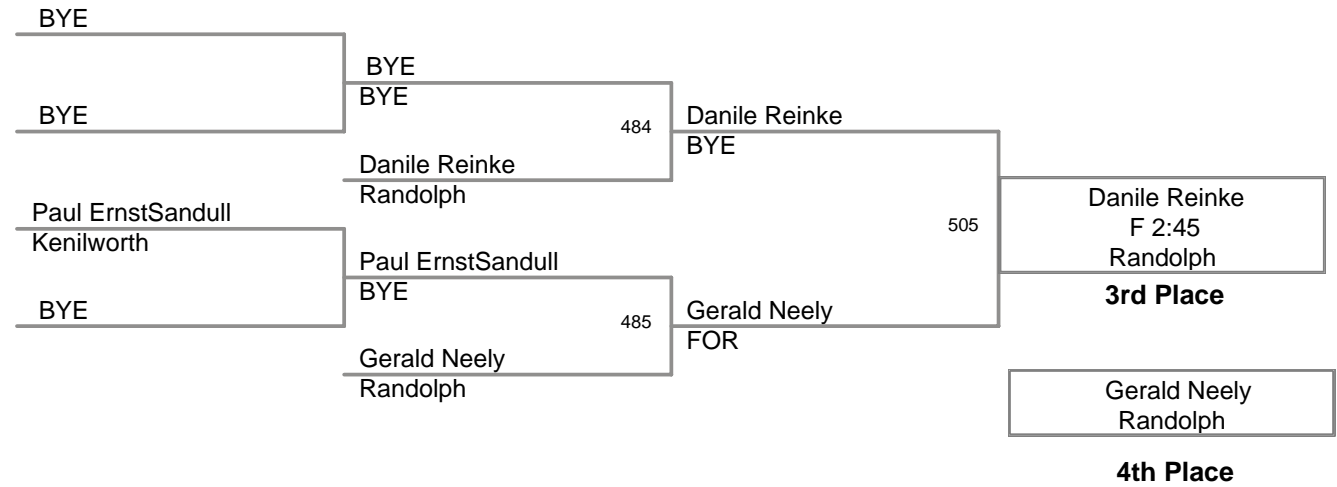 BYE
BYE
BYE
BYE
484
Danile Reinke
BYE
Danile Reinke
Randolph
Paul ErnstSandull
Kenilworth
505
Danile Reinke
F 2:45
Randolph
3rd Place
Paul ErnstSandull
BYE
BYE
485
Gerald Neely
FOR
Gerald Neely
Randolph
Gerald Neely
Randolph
4th Place